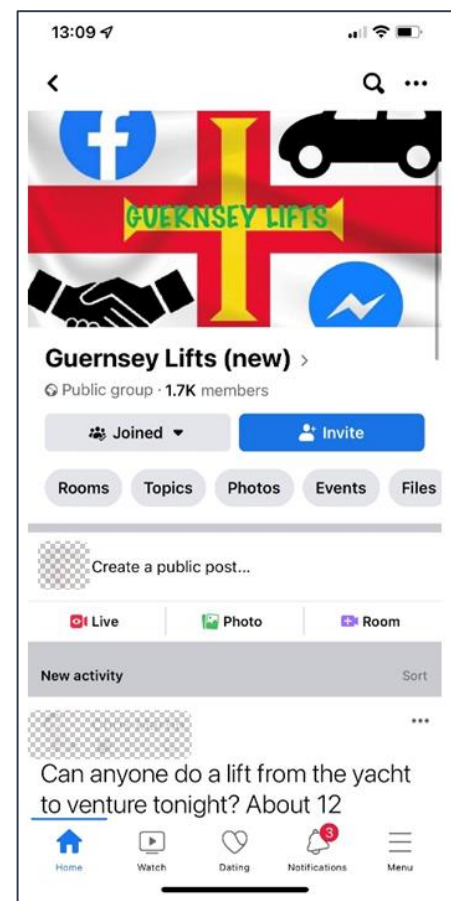 13:09
GUERNSEY LIFTS
Guernsey Lifts (new) >
Public group · 1.7K members
Joined
Invite
Rooms Topics Photos Events Files
Create a public post...
Live Photo Room
New activity Sort
Can anyone do a lift from the yacht
to venture tonight? About 12
3
Home Watch Dating Notifications Menu